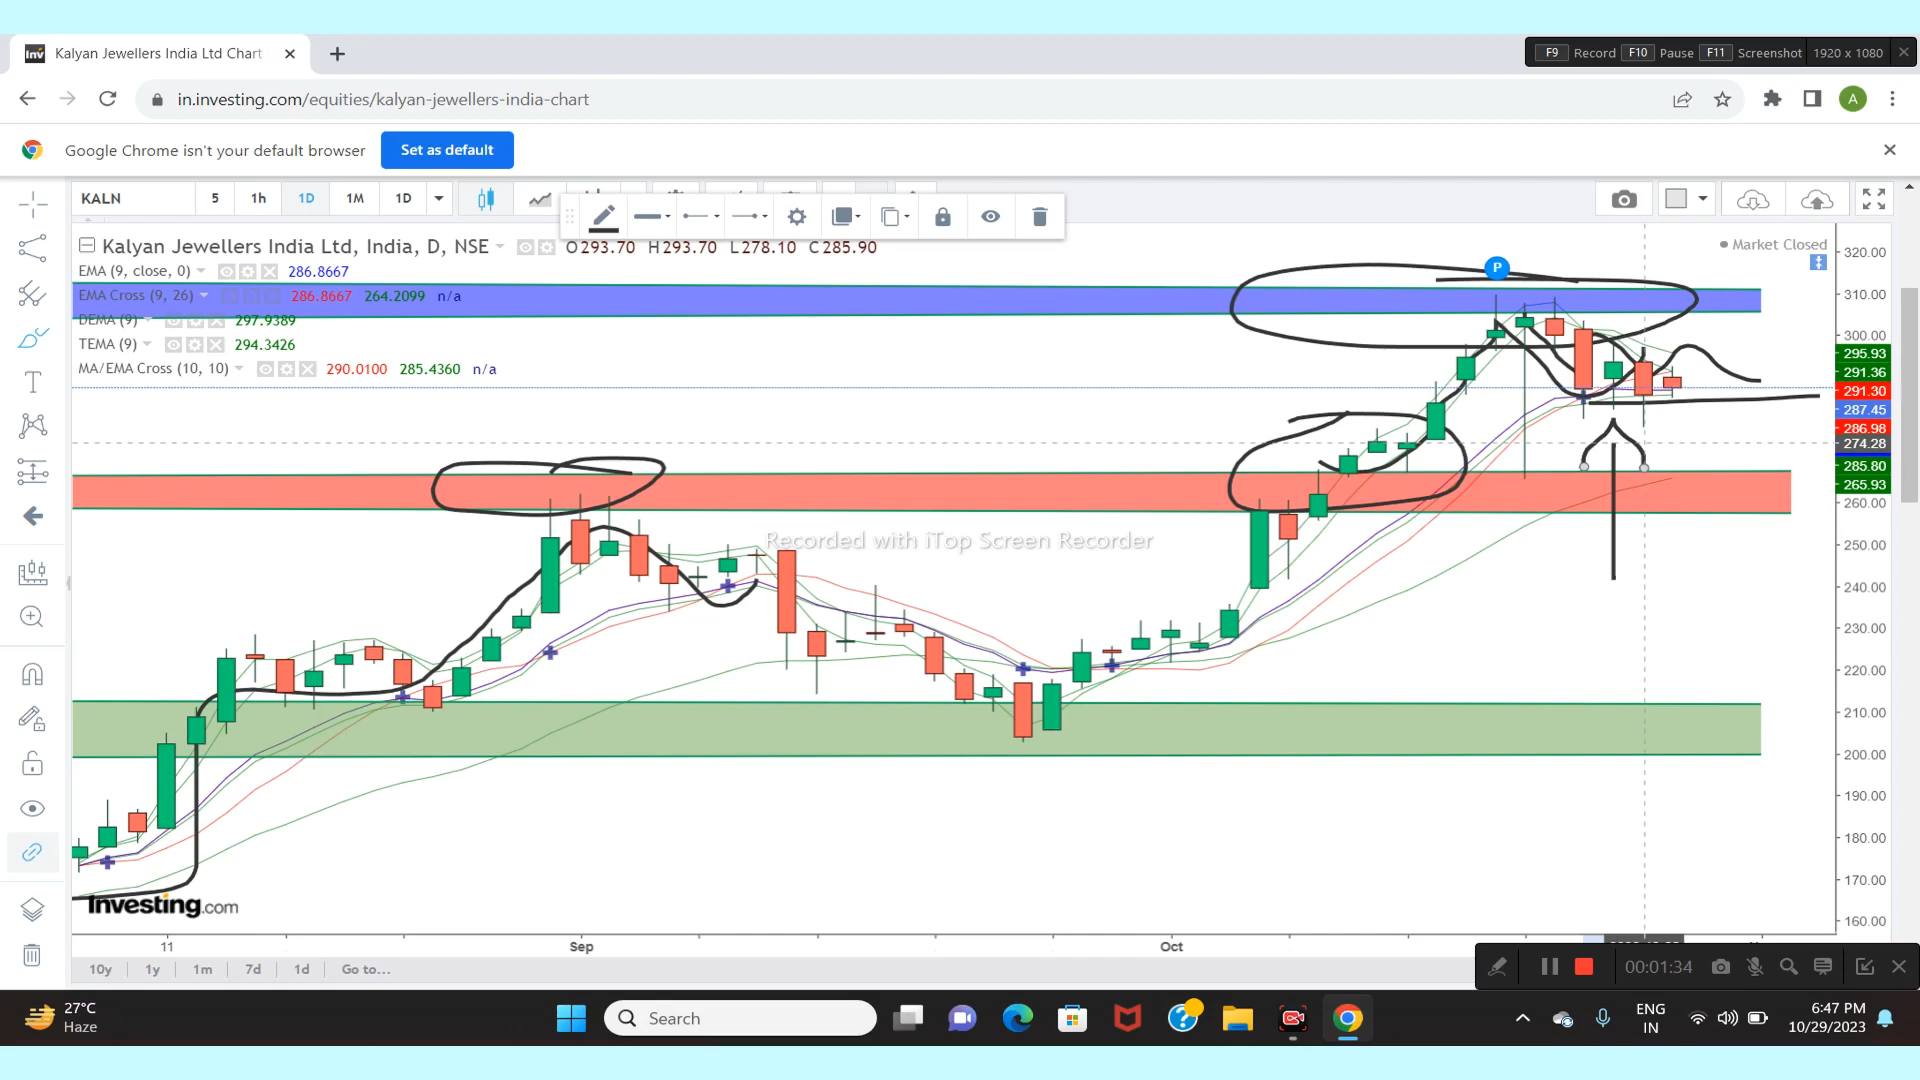 Inv Kalyan Jewellers India Ltd Chart
F9 Record F10 Pause F11 Screenshot 1920 x 1080
in.investing.com/equities/kalyan-jewellers-india-chart
A
Google Chrome isn't your default browser Set as default
KALN 5 1h 1D 1M 1D
Kalyan Jewellers India Ltd, India, D, NSE O293.70 H293.70 L278.10 C285.90
Market Closed
EMA (9, close, 0) 286.8667
EMA Cross (9, 26) 286.8667 264.2099 n/a
DEMA (9) 297.9389
TEMA (9) 294.3426
MA/EMA Cross (10, 10) 290.0100 285.4360 n/a
P
320.00
310.00
300.00
295.93
291.36
291.30
287.45
286.98
274.28
285.80
265.93
260.00
250.00
240.00
230.00
220.00
210.00
200.00
190.00
180.00
170.00
160.00
Recorded with iTop Screen Recorder
Investing.com
11 Sep Oct
10y 1y 1m 7d 1d Go to...
00:01:34
27°C
Haze
Search
ENG
IN
6:47 PM
10/29/2023